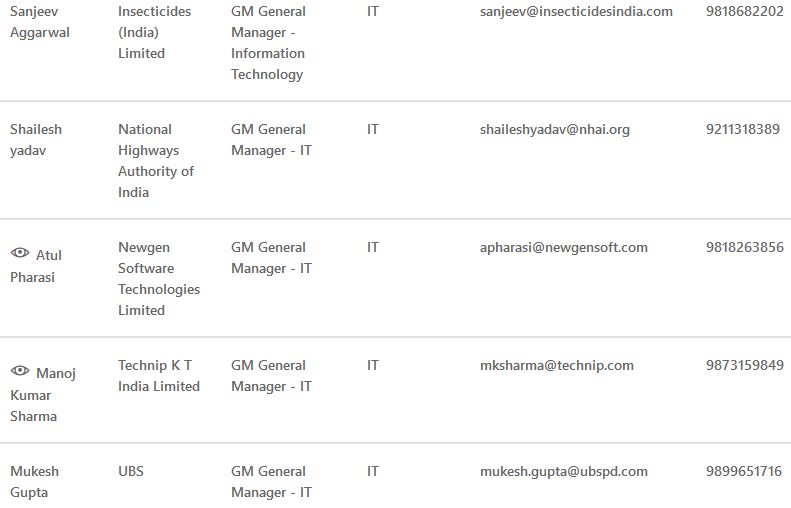 Sanjeev Insecticides GM General IT sanjeev@insecticidesindia.com 9818682202
Aggarwal (India) Manager -
Limited Information
Technology
Shailesh National GM General IT shaileshyadav@nhai.org 9211318389
yadav Highways Manager - IT
Authority of
India
Atul Newgen GM General IT apharasi@newgensoft.com 9818263856
Pharasi Software Manager - IT
Technologies
Limited
Manoj Technip K T GM General IT mksharma@technip.com 9873159849
Kumar India Limited Manager - IT
Sharma
Mukesh UBS GM General IT mukesh.gupta@ubspd.com 9899651716
Gupta Manager - IT